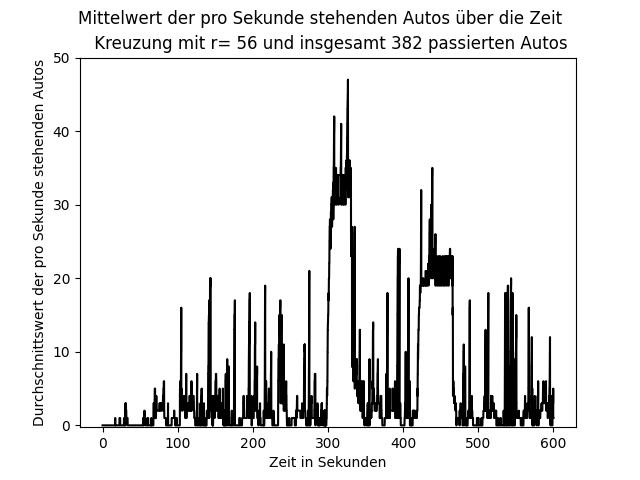 Mittelwert der pro Sekunde stehenden Autos über die Zeit
Kreuzung mit r= 56 und insgesamt 382 passierten Autos
Durchschnittswert der pro Sekunde stehenden Autos
50
40
30
20
10
0
0 100 200 300 400 500 600
Zeit in Sekunden